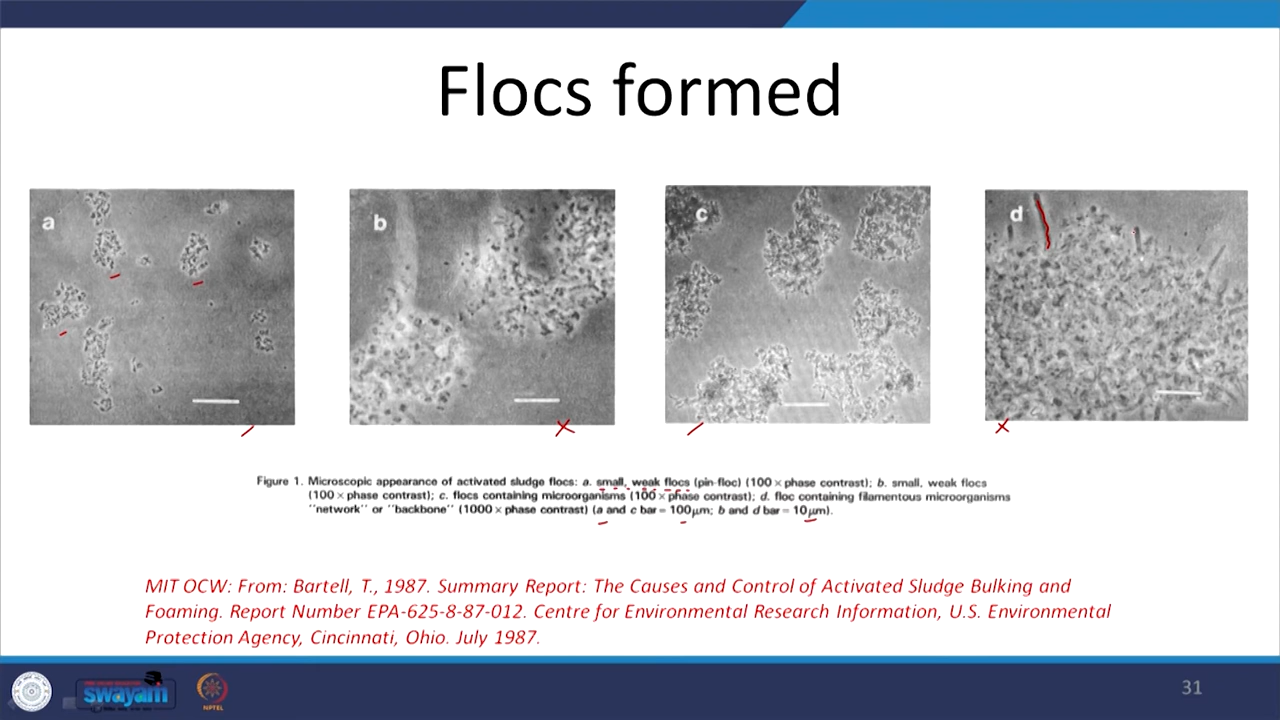 Flocs formed
a
b
c
d
Figure 1. Microscopic appearance of activated sludge flocs: a. small, weak flocs (pin-floc) (100 × phase contrast); b. small, weak flocs
(100 × phase contrast); c. flocs containing microorganisms (100 × phase contrast); d. floc containing filamentous microorganisms
"network" or "backbone" (1000 × phase contrast) (a and c bar = 100μm; b and d bar = 10μm).
MIT OCW: From: Bartell, T., 1987. Summary Report: The Causes and Control of Activated Sludge Bulking and
Foaming. Report Number EPA-625-8-87-012. Centre for Environmental Research Information, U.S. Environmental
Protection Agency, Cincinnati, Ohio. July 1987.
swayam
NPTEL
31